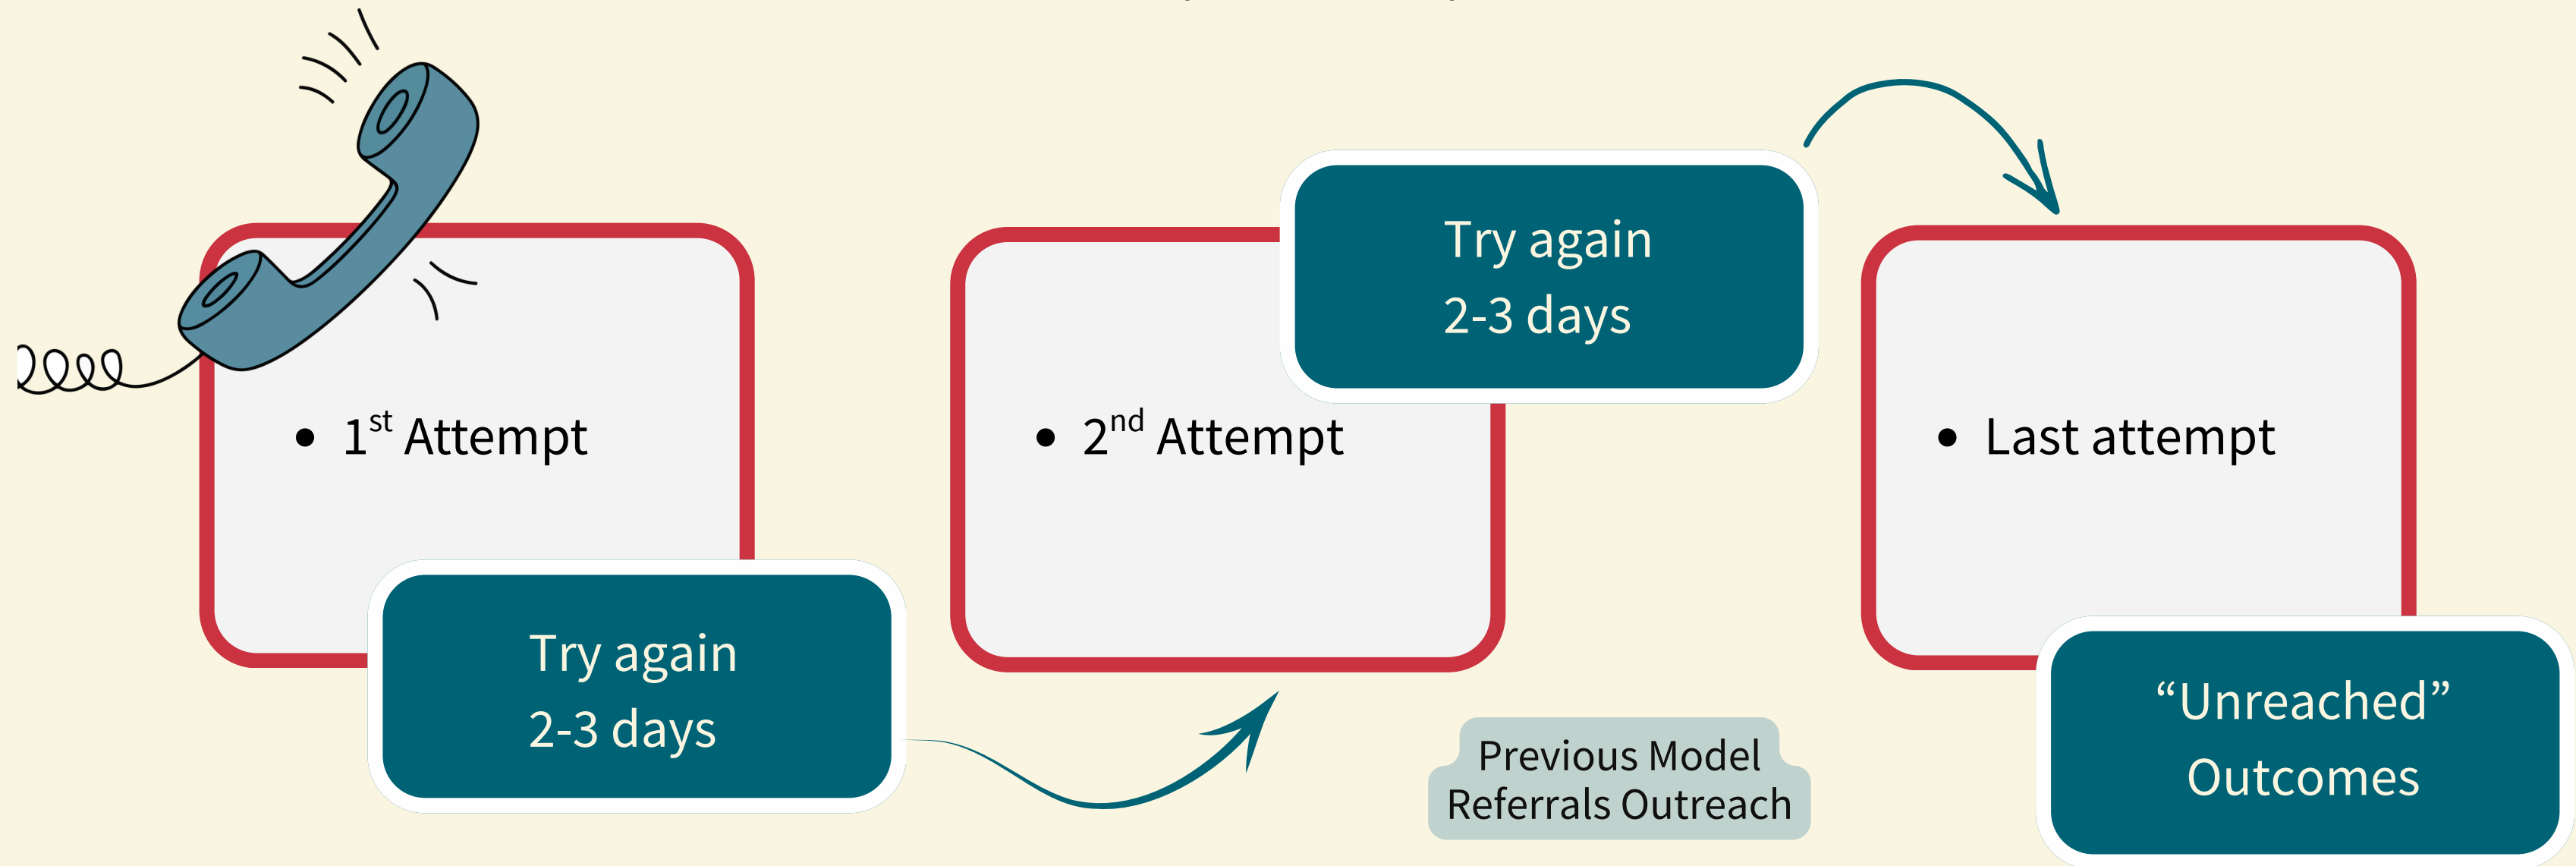 • 1st Attempt
Try again
2-3 days
• 2nd Attempt
Try again
2-3 days
• Last attempt
“Unreached”
Outcomes
Previous Model
Referrals Outreach